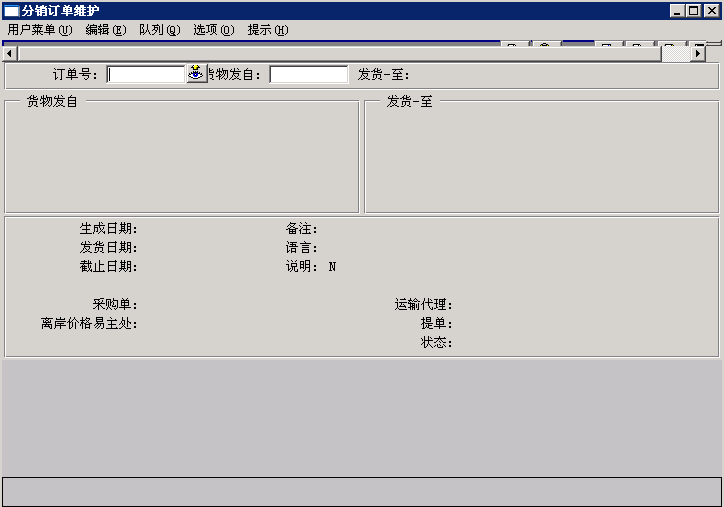 分销订单维护
用户菜单(U) 编辑(E) 队列(Q) 选项(O) 提示(H)
订单号: 货物发自: 发货-至:
货物发自 发货-至
生成日期: 备注:
发货日期: 语言:
截止日期: 说明: N
采购单: 运输代理:
离岸价格易主处: 提单:
状态: